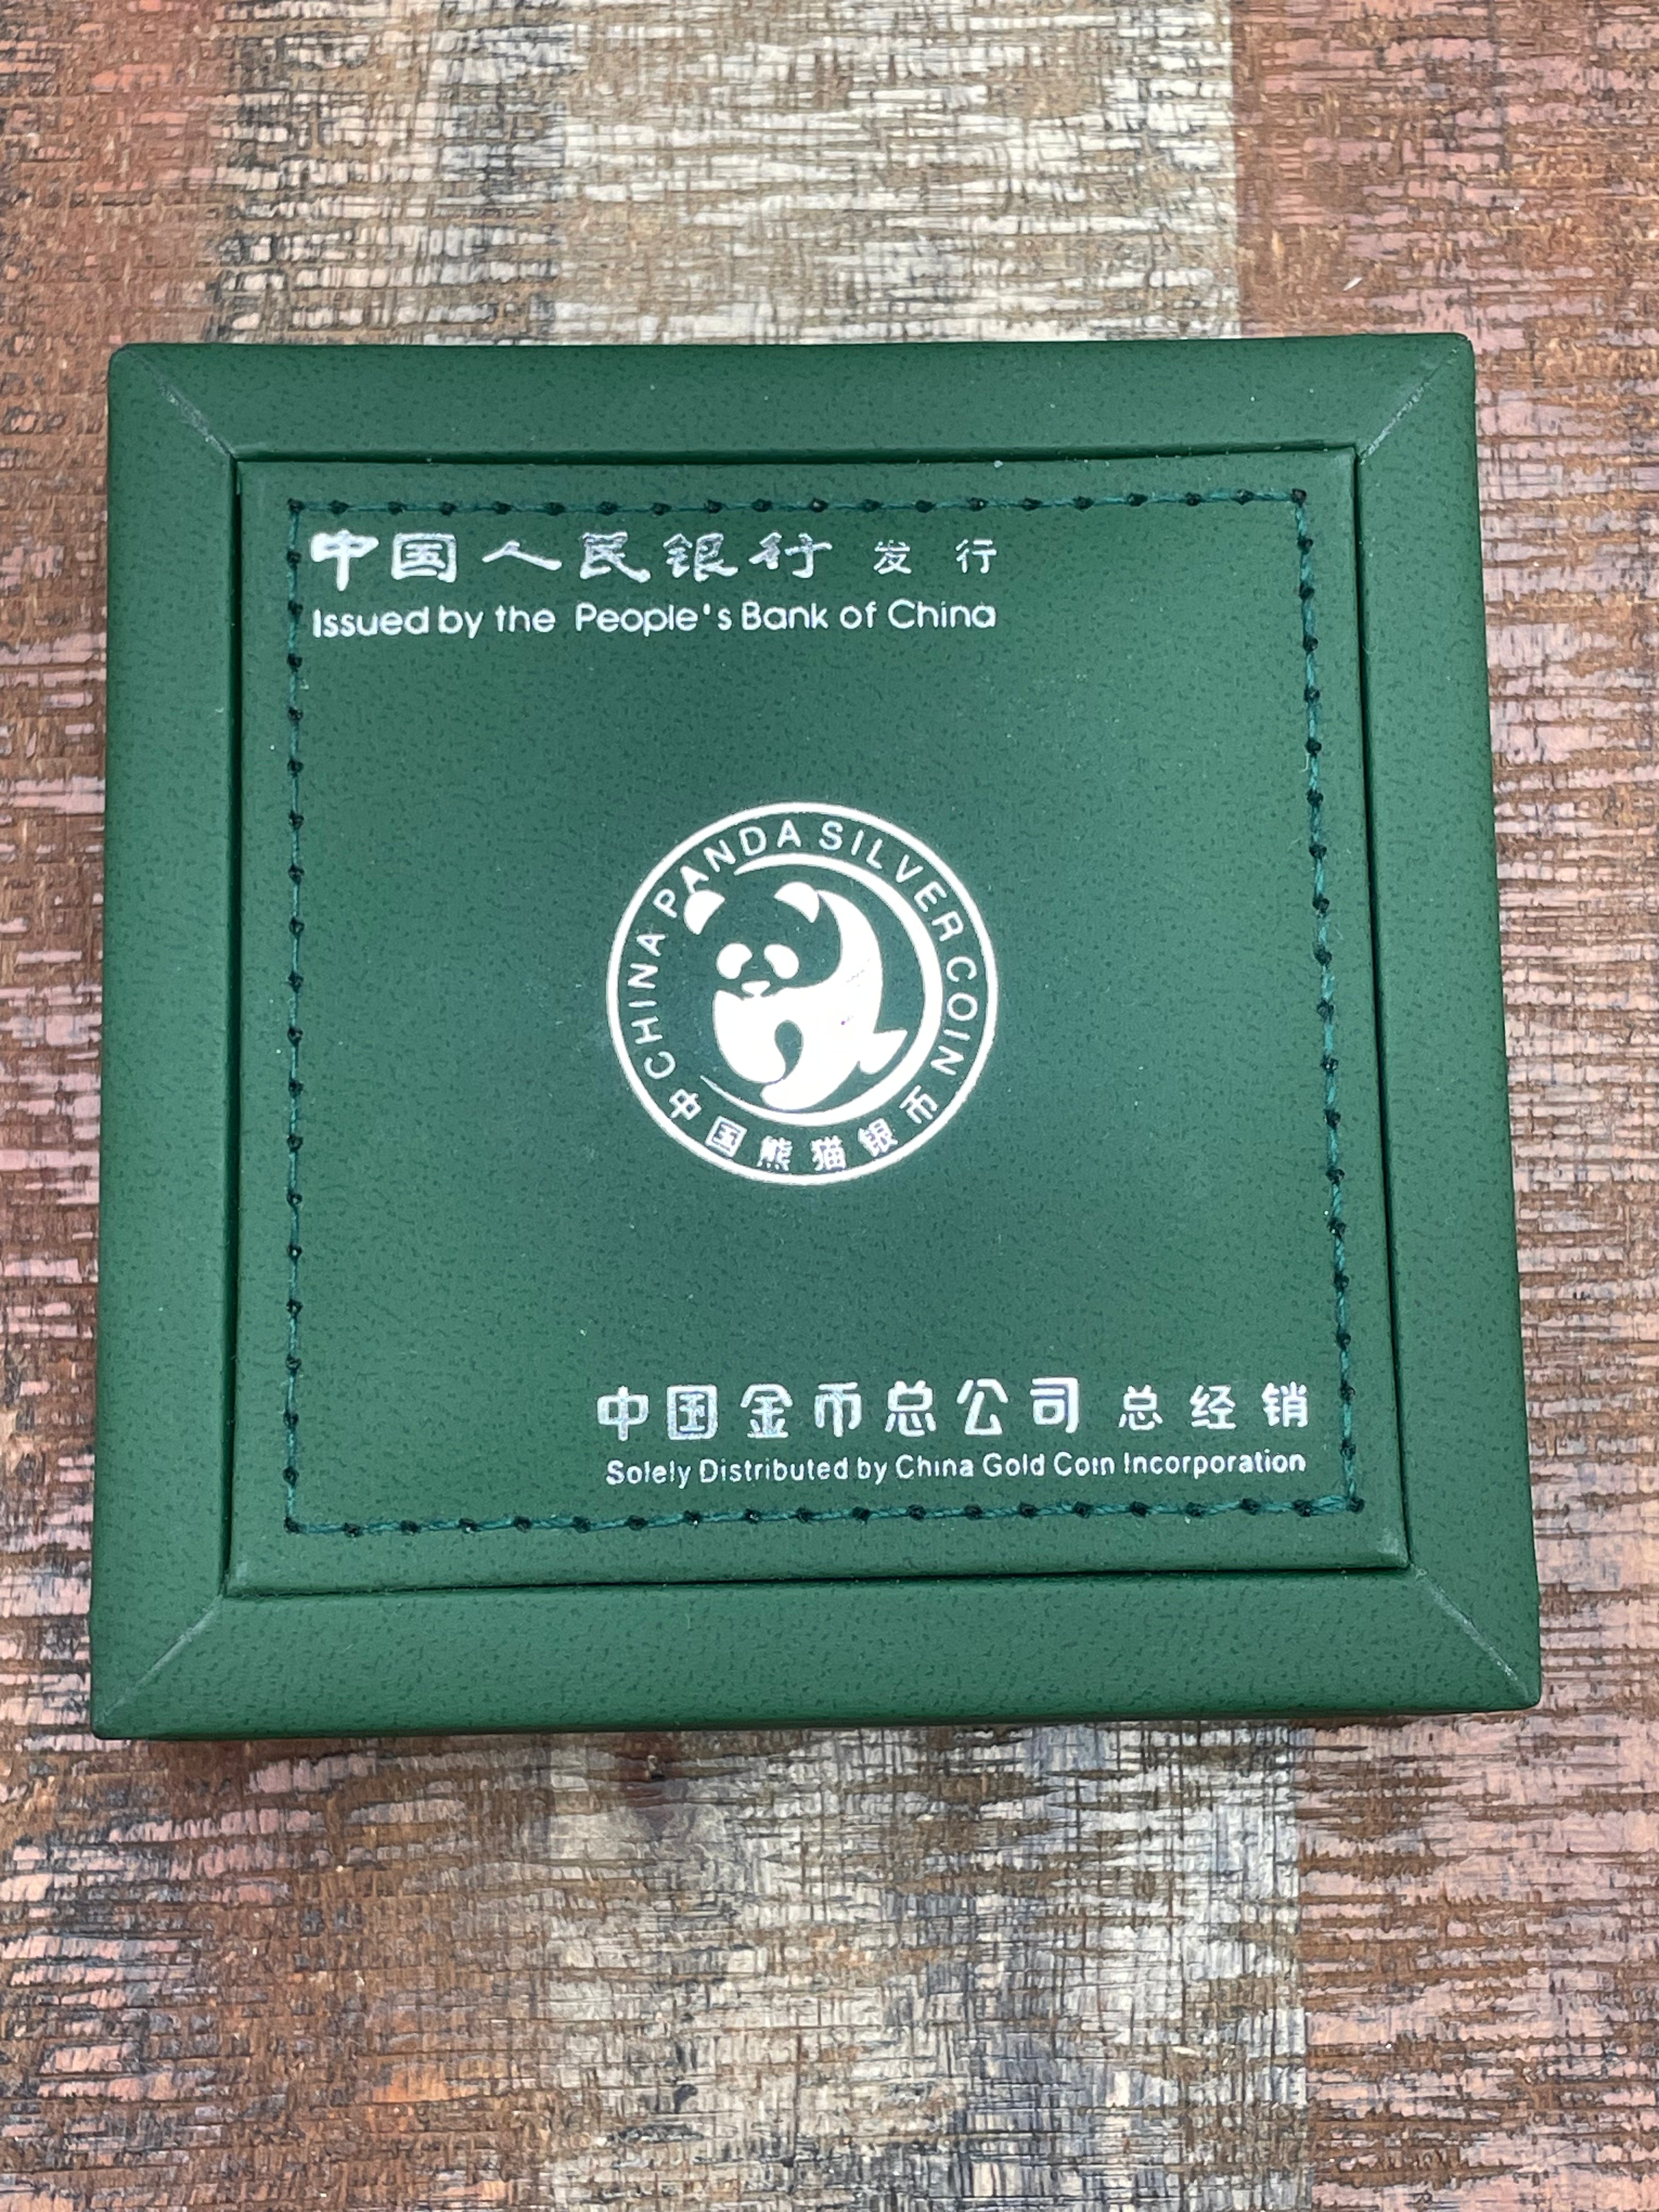 中国人民银行 发行
Issued by the People's Bank of China
CHINA PANDA SILVER COIN
中国熊猫银币
中国金币总公司 总经销
Solely Distributed by China Gold Coin Incorporation